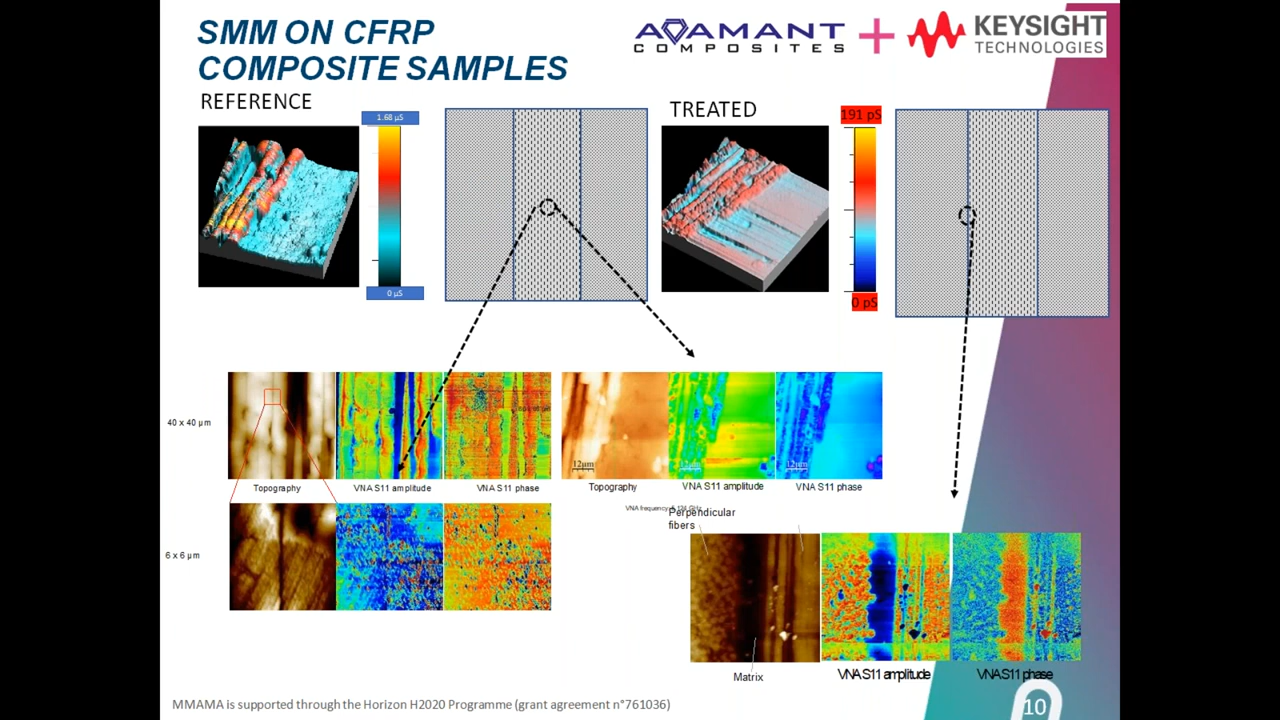 SMM ON CFRP
COMPOSITE SAMPLES
ADAMANT
COMPOSITES
KEYSIGHT
TECHNOLOGIES
REFERENCE
TREATED
1.68 µS
0 µS
191 pS
0 pS
40 x 40 µm
12µm
12µm
12µm
Topography
VNA S11 amplitude
VNA S11 phase
Topography
VNA S11 amplitude
VNA S11 phase
VNA frequency
GHz
Perpendicular
fibers
6 x 6 µm
Matrix
VNA S11 amplitude
VNA S11 phase
MMAMA is supported through the Horizon H2020 Programme (grant agreement n°761036)
10